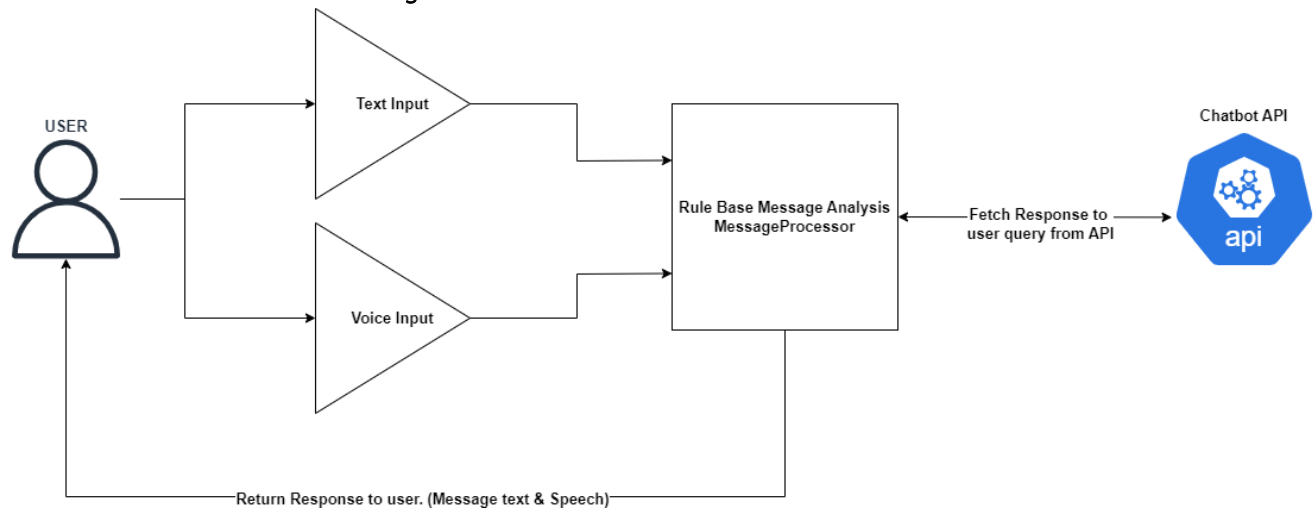 USER
Text Input
Voice Input
Rule Base Message Analysis
MessageProcessor
Fetch Response to
user query from API
Chatbot API
api
Return Response to user. (Message text & Speech)